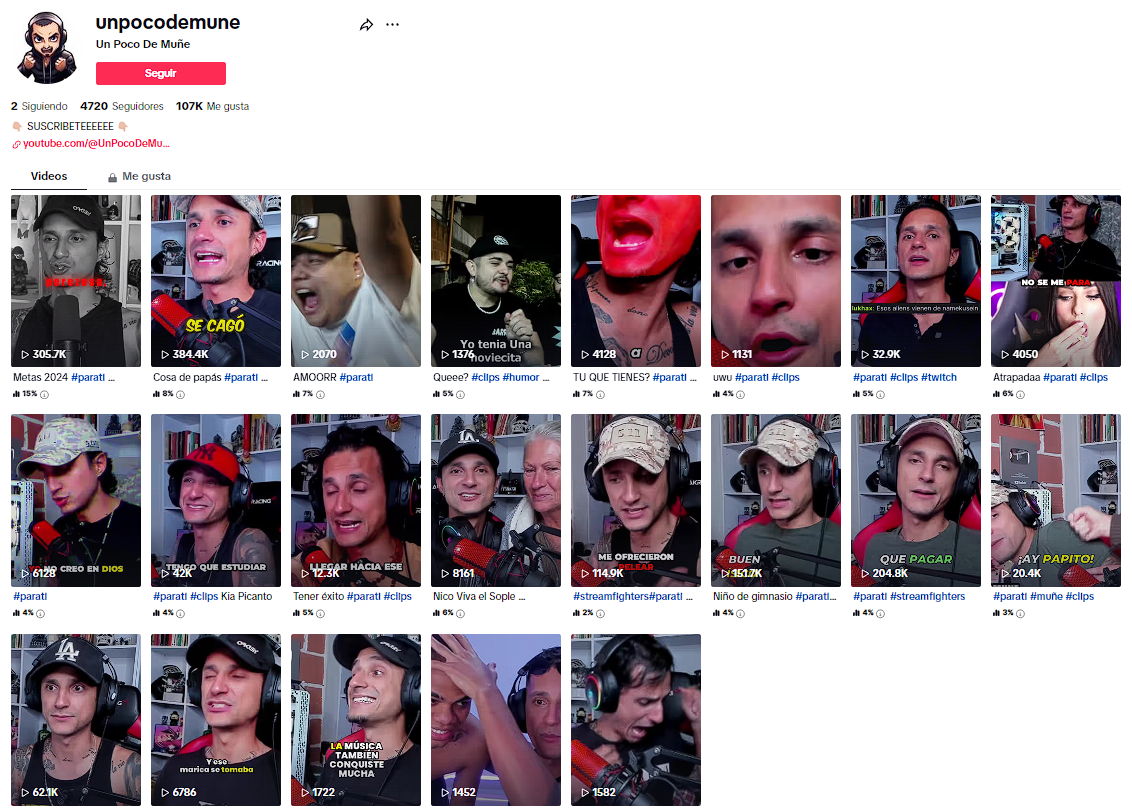 unpocodemune
Un Poco De Muñe
Seguir
2 Siguiendo 4720 Seguidores 107K Me gusta
SUSCRIBETEEEEEE
youtube.com/@UnPocoDeMu...
Videos Me gusta
305.7K
SE CAGÓ
384.4K
2070
Yo tenia Una
noviecita
1376
a
4128
1131
lukhax: Esos aliens vienen de namekusein
32.9K
NO SE ME PARA
4050
Metas 2024 #parati ...
Cosa de papás #parati ...
AMOORR #parati
Queee? #clips #humor ...
TU QUE TIENES? #parati ...
uwu #parati #clips
#parati #clips #twitch
Atrapadaa #parati #clips
15%
8%
7%
5%
7%
4%
5%
6%
NO CREO EN DIOS
6128
TENGO QUE ESTUDIAR
42K
LLEGAR HACIA ESE
12.3K
LA
8161
ME OFRECIERON
PELEAR
114.9K
BUEN
151.7K
QUE PAGAR
204.8K
¡AY PAPITO!
20.4K
#parati
#parati #clips Kia Picanto
Tener éxito #parati #clips
Nico Viva el Sople ...
#streamfighters#parati ...
Niño de gimnasio #parati...
#parati #streamfighters
#parati #muñe #clips
4%
4%
5%
6%
2%
4%
4%
3%
LA
62.1K
Y ese
marica se tomaba
6786
LA MÚSICA
TAMBIÉN
CONQUISTE
MUCHA
1722
1452
1582